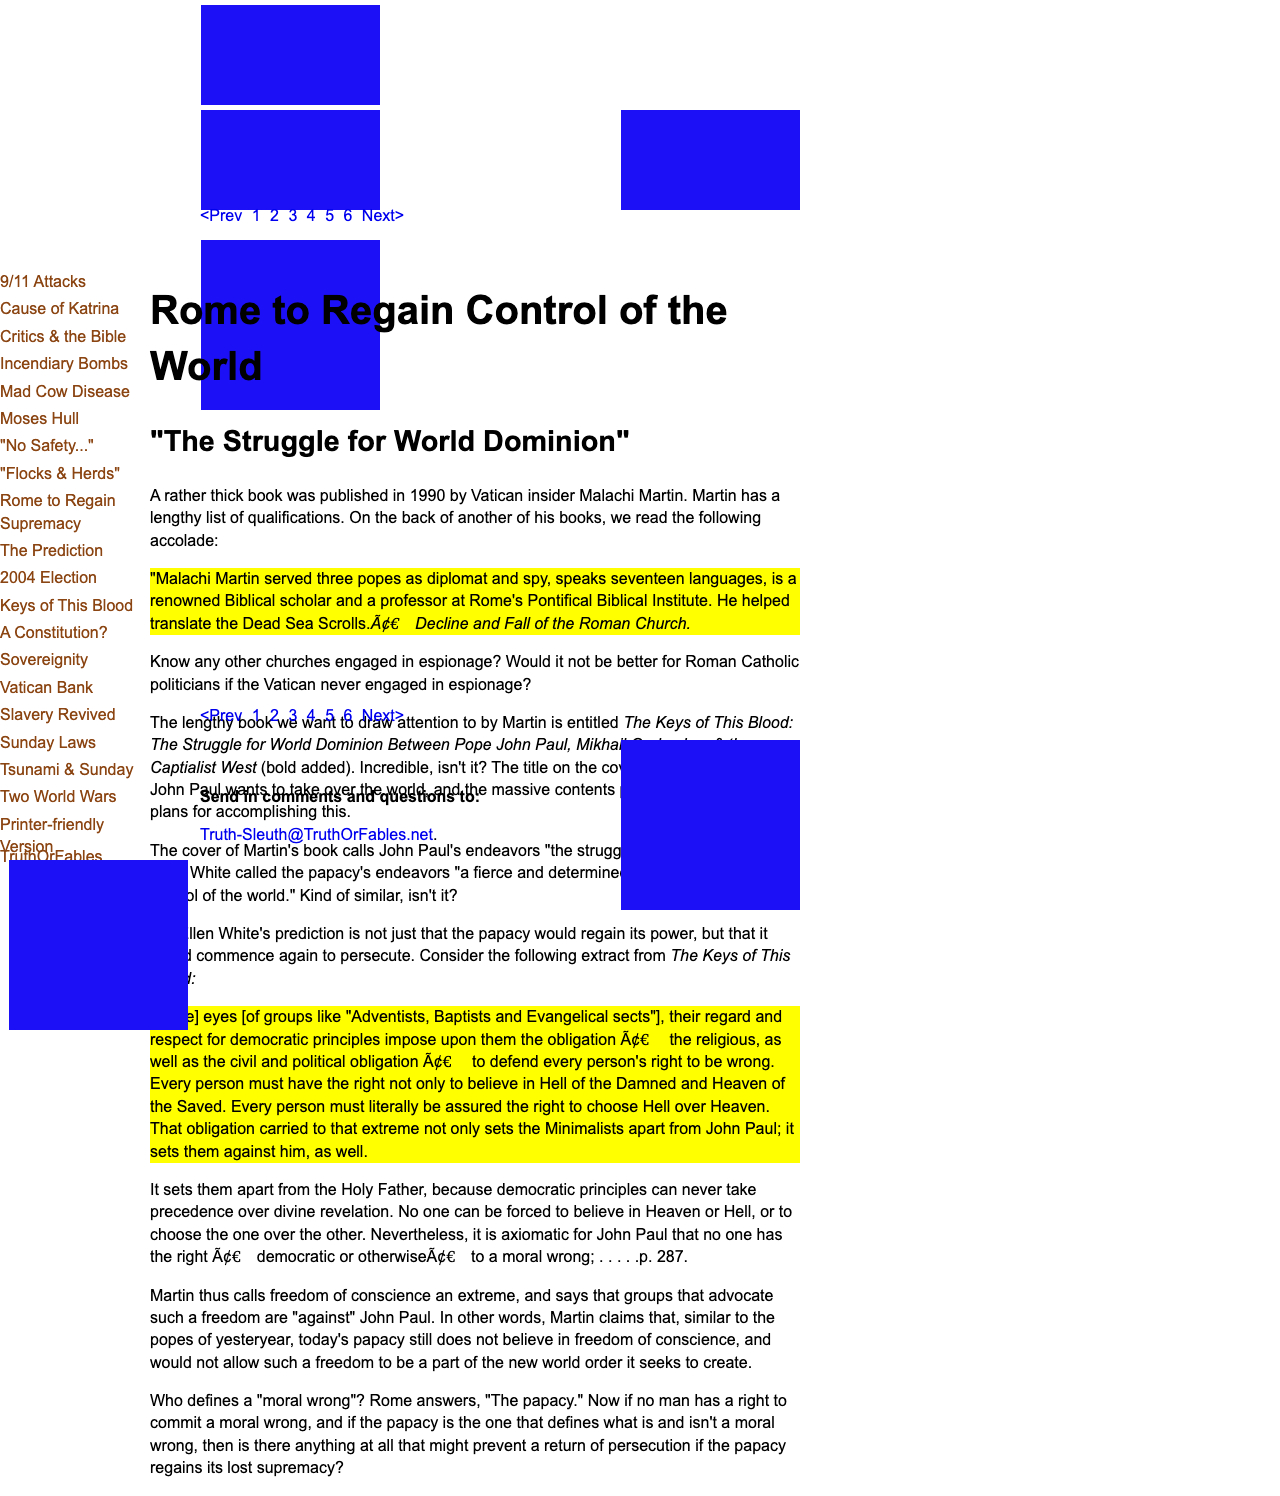 <Prev 1 2 3 4 5 6 Next>
9/11 Attacks
Cause of Katrina
Critics & the Bible
Incendiary Bombs
Mad Cow Disease
Moses Hull
"No Safety..."
"Flocks & Herds"
Rome to Regain
Supremacy
The Prediction
2004 Election
Keys of This Blood
A Constitution?
Sovereignity
Vatican Bank
Slavery Revived
Sunday Laws
Tsunami & Sunday
Two World Wars
Printer-friendly
Version
TruthOrFables
Rome to Regain Control of the
World
"The Struggle for World Dominion"
A rather thick book was published in 1990 by Vatican insider Malachi Martin. Martin has a
lengthy list of qualifications. On the back of another of his books, we read the following
accolade:
"Malachi Martin served three popes as diplomat and spy, speaks seventeen languages, is a
renowned Biblical scholar and a professor at Rome's Pontifical Biblical Institute. He helped
translate the Dead Sea Scrolls.Ã¢€ Decline and Fall of the Roman Church.
Know any other churches engaged in espionage? Would it not be better for Roman Catholic
politicians if the Vatican never engaged in espionage?
<Prev 1 2 3 4 5 6 Next>
The lengthy book we want to draw attention to by Martin is entitled The Keys of This Blood:
The Struggle for World Dominion Between Pope John Paul, Mikhail
Captialist West (bold added). Incredible, isn't it? The title on the
John Paul wants to take over the world, and the massive contents
plans for accomplishing this.
Send in comments and questions to:
Truth-Sleuth@TruthOrFables.net.
The cover of Martin's book calls John Paul's endeavors "the
White called the papacy's endeavors "a fierce and
of the world." Kind of similar, isn't it?
White's prediction is not just that the papacy would regain its power, but that it
commence again to persecute. Consider the following extract from The Keys of This
eyes [of groups like "Adventists, Baptists and Evangelical sects"], their regard and
respect for democratic principles impose upon them the obligation Ã¢€ the religious, as
well as the civil and political obligation Ã¢€ to defend every person's right to be wrong.
Every person must have the right not only to believe in Hell of the Damned and Heaven of
the Saved. Every person must literally be assured the right to choose Hell over Heaven.
That obligation carried to that extreme not only sets the Minimalists apart from John Paul; it
sets them against him, as well.
It sets them apart from the Holy Father, because democratic principles can never take
precedence over divine revelation. No one can be forced to believe in Heaven or Hell, or to
choose the one over the other. Nevertheless, it is axiomatic for John Paul that no one has
the right Ã¢€ democratic or otherwiseÃ¢€ to a moral wrong; . . . . .p. 287.
Martin thus calls freedom of conscience an extreme, and says that groups that advocate
such a freedom are "against" John Paul. In other words, Martin claims that, similar to the
popes of yesteryear, today's papacy still does not believe in freedom of conscience, and
would not allow such a freedom to be a part of the new world order it seeks to create.
Who defines a "moral wrong"? Rome answers, "The papacy." Now if no man has a right to
commit a moral wrong, and if the papacy is the one that defines what is and isn't a moral
wrong, then is there anything at all that might prevent a return of persecution if the papacy
regains its lost supremacy?